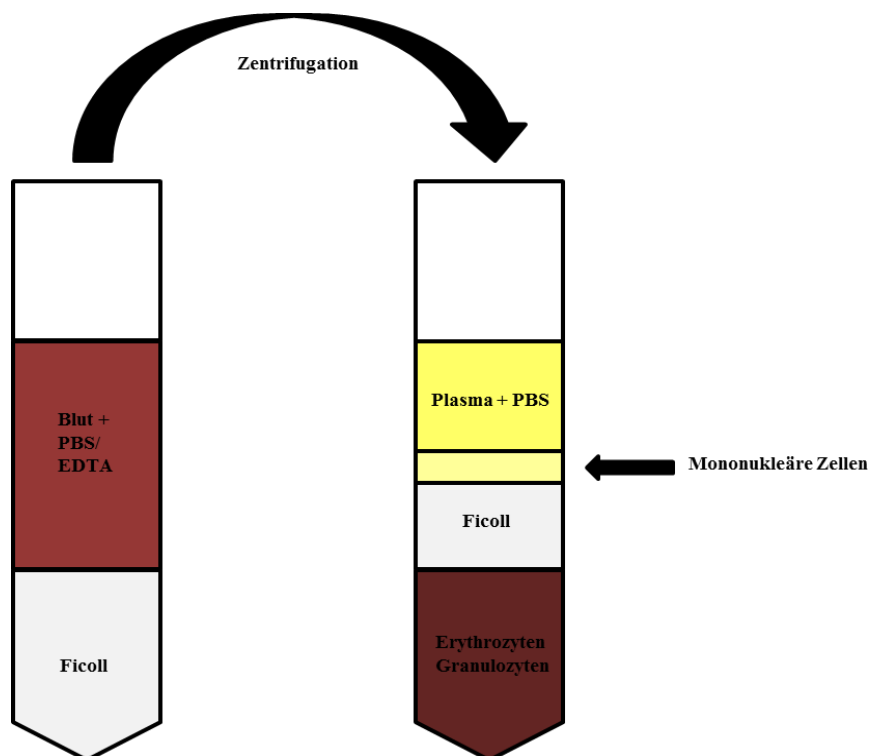 Zentrifugation
Blut +
PBS/
EDTA
Ficoll
Plasma + PBS
Mononukleäre Zellen
Ficoll
Erythrozyten
Granulozyten